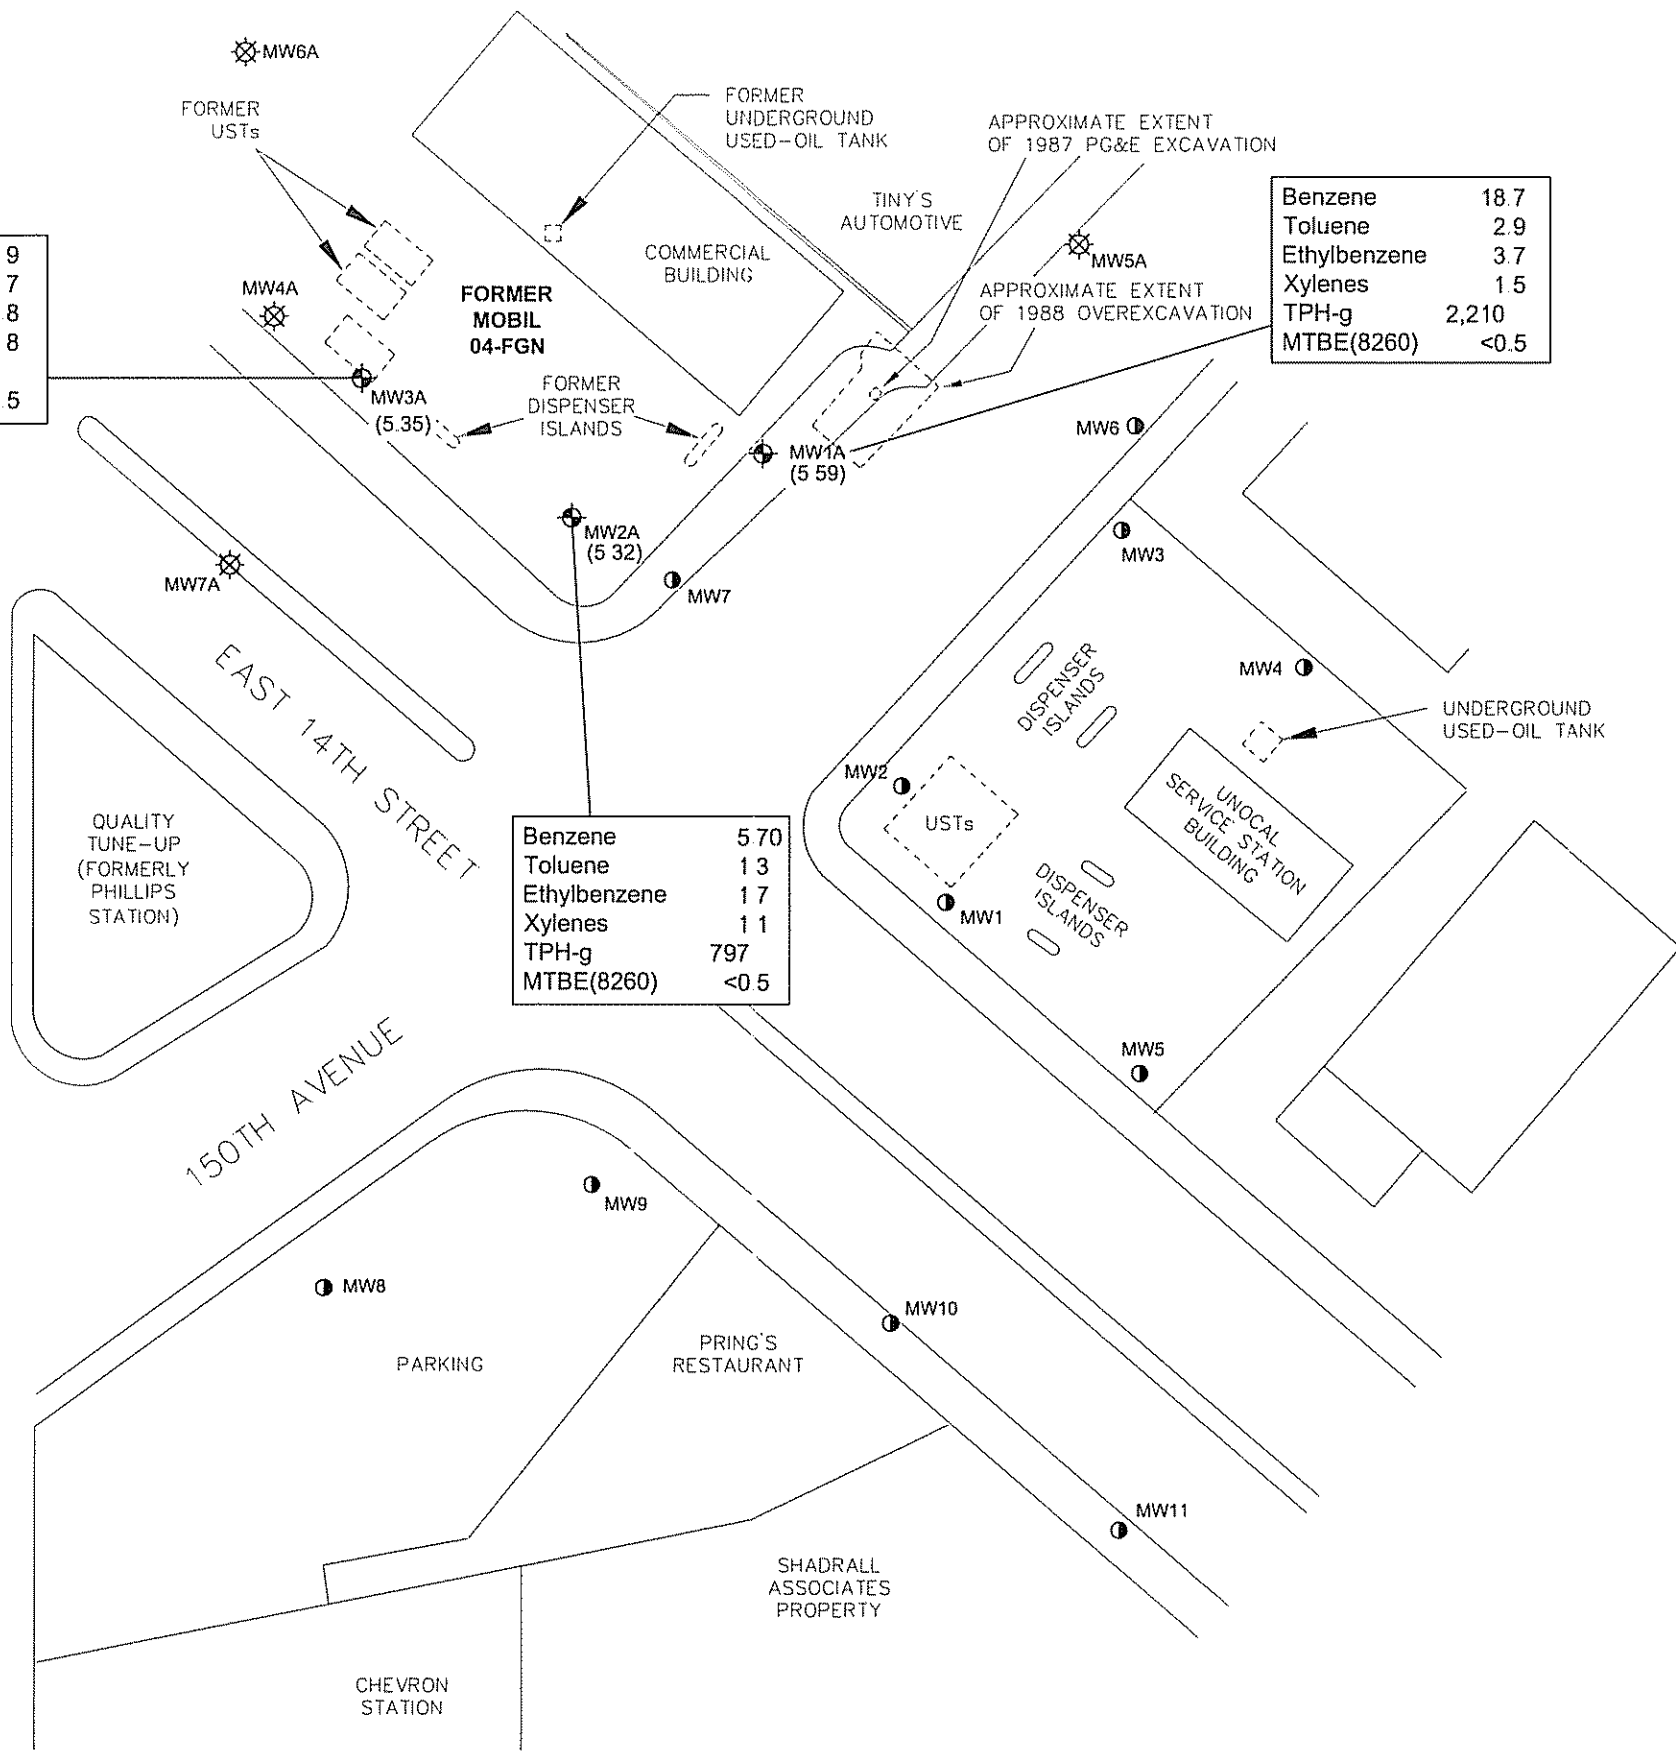 MW6A
FORMER
USTs
FORMER
UNDERGROUND
USED-OIL TANK
APPROXIMATE EXTENT
OF 1987 PG&E EXCAVATION
TINY'S
AUTOMOTIVE
COMMERCIAL
BUILDING
MW5A
APPROXIMATE EXTENT
OF 1988 OVEREXCAVATION
Benzene 18.7
Toluene 2.9
Ethylbenzene 3.7
Xylenes 1.5
TPH-g 2,210
MTBE(8260) <0.5
9
7
8
8
5
MW4A
FORMER
MOBIL
04-FGN
MW3A
(5.35)
FORMER
DISPENSER
ISLANDS
MW1A
(5 59)
MW2A
(5 32)
MW7
MW7A
MW6
MW3
MW4
UNDERGROUND
USED-OIL TANK
DISPENSER
ISLANDS
MW2
USTs
UNOCAL
SERVICE STATION
BUILDING
MW1
DISPENSER
ISLANDS
MW5
EAST 14TH STREET
QUALITY
TUNE-UP
(FORMERLY
PHILLIPS
STATION)
Benzene 5 70
Toluene 1 3
Ethylbenzene 1 7
Xylenes 1 1
TPH-g 797
MTBE(8260) <0 5
150TH AVENUE
MW9
MW8
MW10
PARKING
PRING'S
RESTAURANT
MW11
SHADRALL
ASSOCIATES
PROPERTY
CHEVRON
STATION